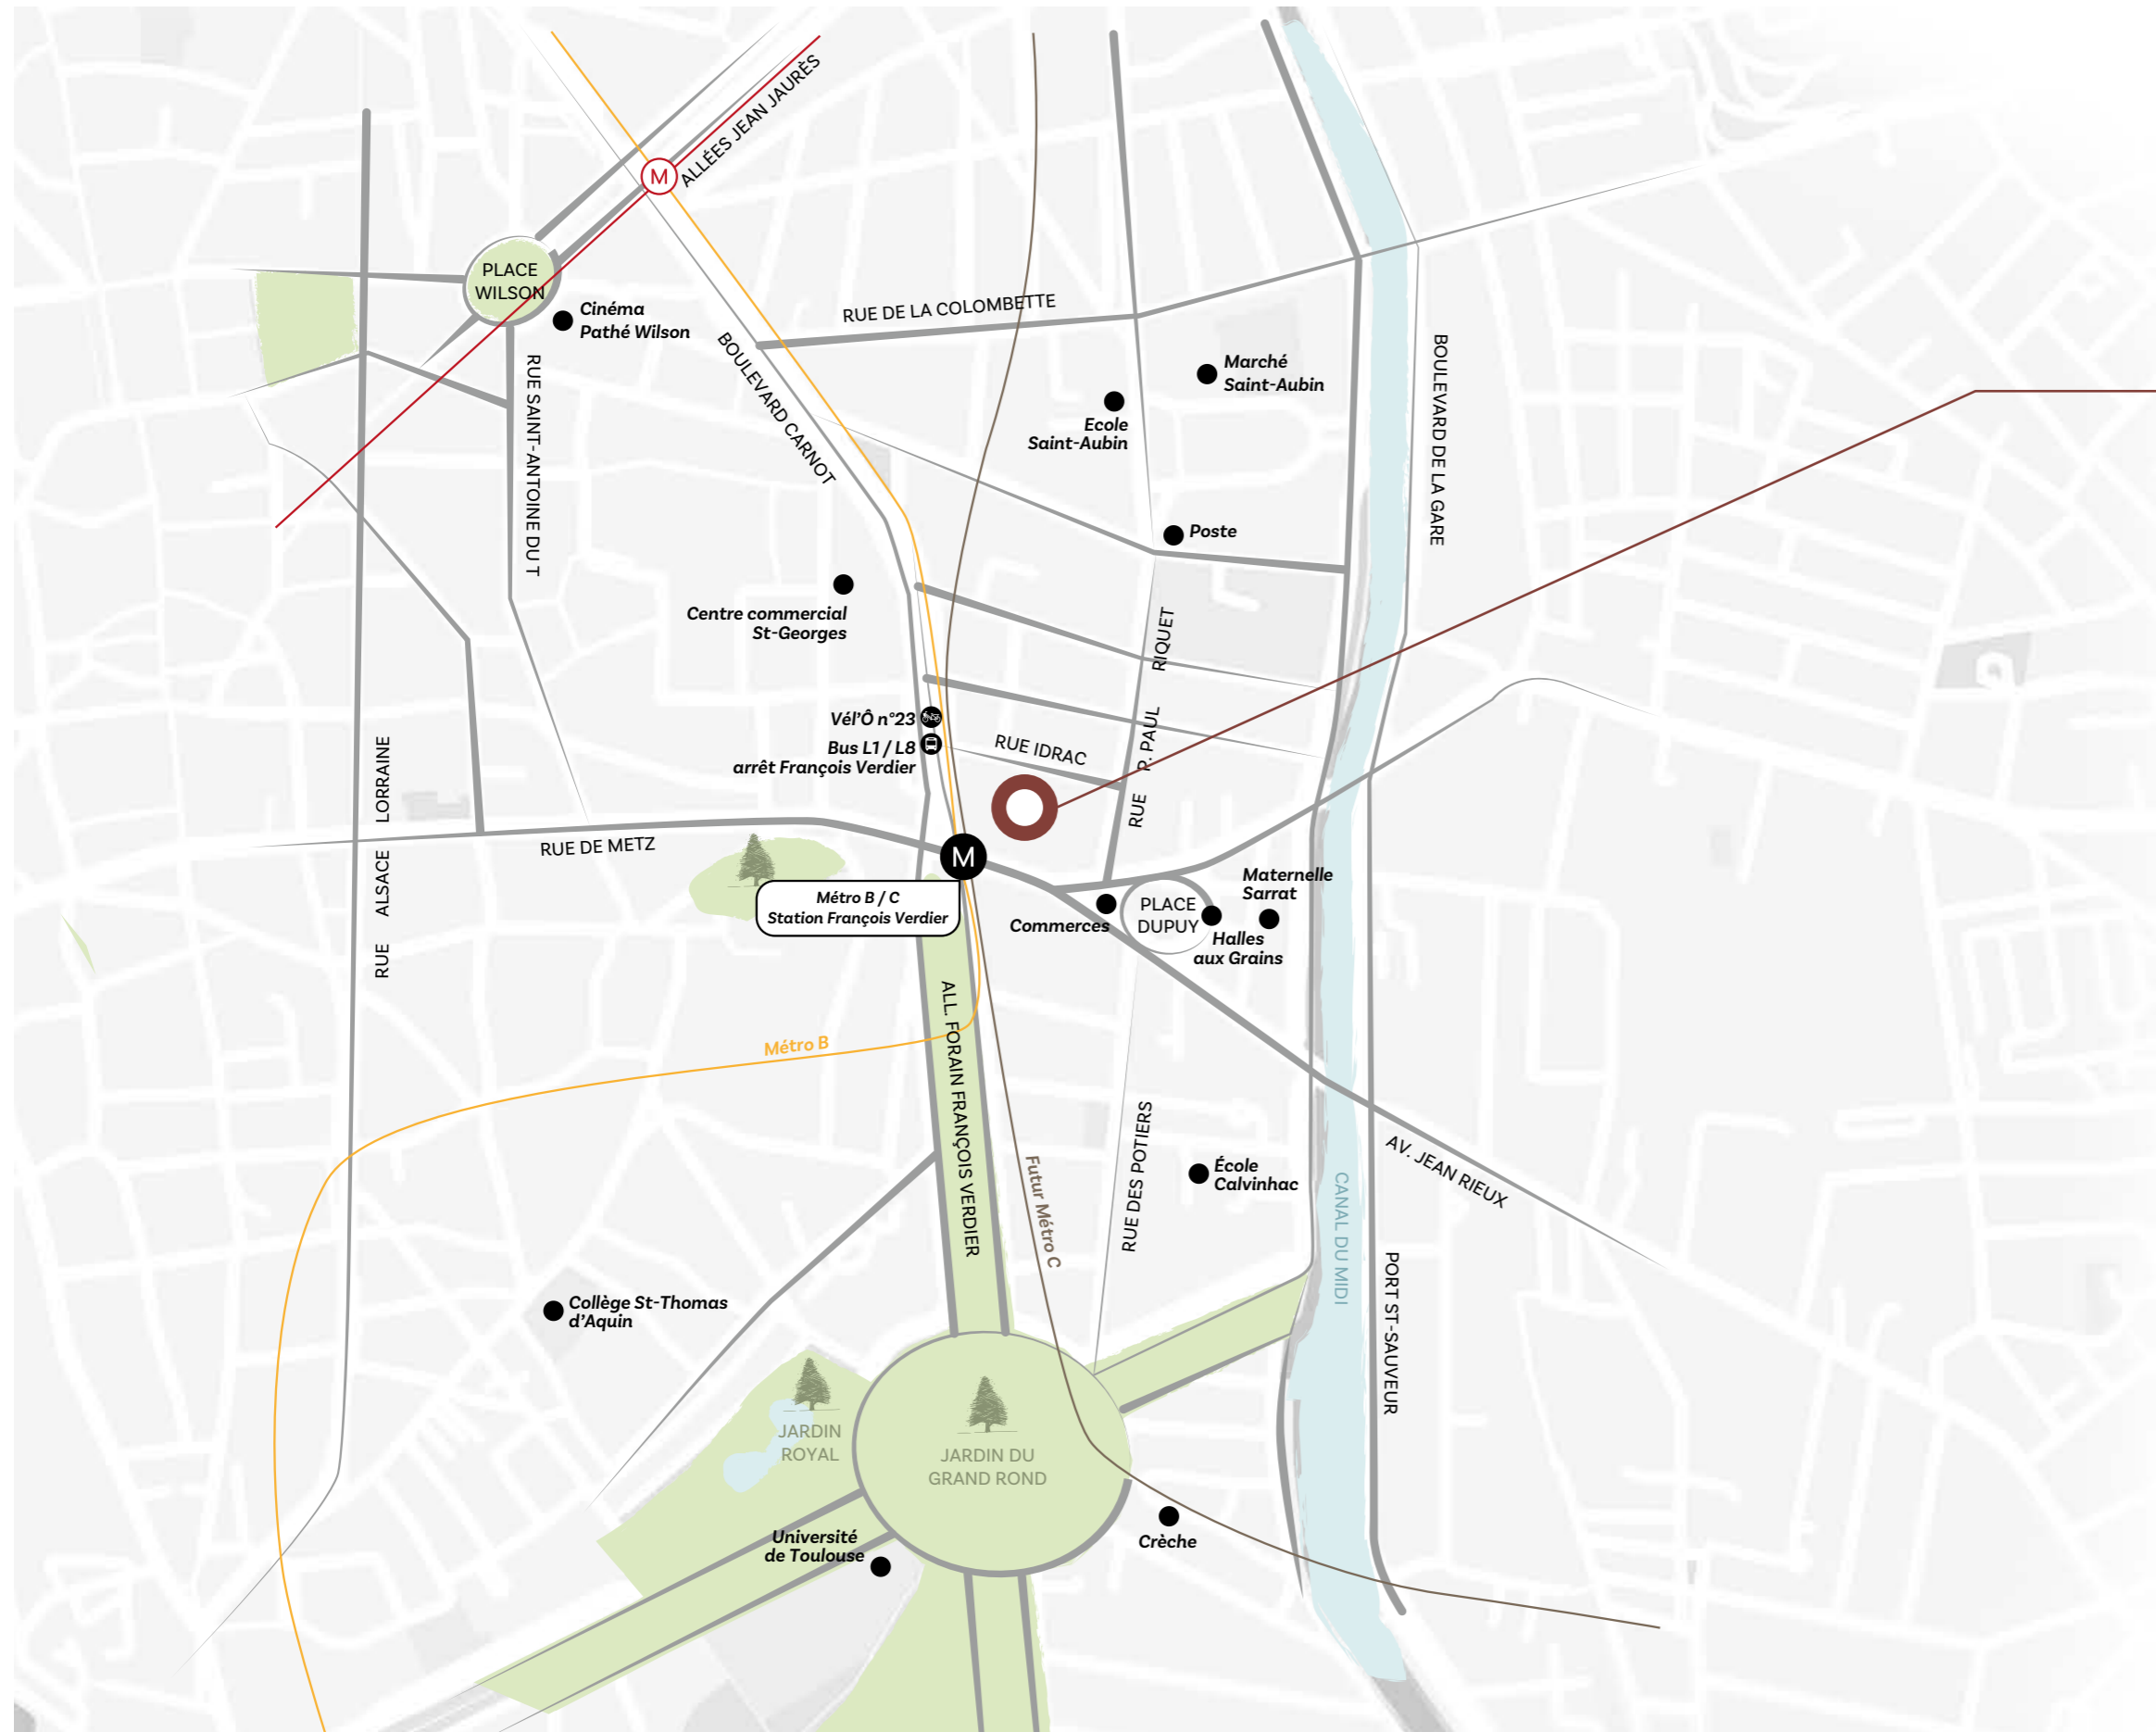 ALLÉES JEAN JAURÈS
M
PLACE
WILSON
Cinéma
Pathé Wilson
RUE DE LA COLOMBETTE
BOULEVARD CARNOT
RUE SAINT-ANTOINE DU T
Marché
Saint-Aubin
Ecole
Saint-Aubin
BOULEVARD DE LA GARE
Poste
Centre commercial
St-Georges
RUE P. PAUL RIQUET
Vél'Ô n°23
Bus L1 / L8
arrêt François Verdier
RUE IDRAC
RUE ALSACE LORRAINE
RUE DE METZ
M
Métro B / C
Station François Verdier
Commerces
PLACE
DUPUY
Maternelle
Sarrat
Halles
aux Grains
ALL. FORAIN FRANÇOIS VERDIER
Métro B
Futur Métro C
RUE DES POTIERS
École
Calvinhac
AV. JEAN RIEUX
CANAL DU MIDI
PORT ST-SAUVEUR
Collège St-Thomas
d'Aquin
JARDIN
ROYAL
JARDIN DU
GRAND ROND
Université
de Toulouse
Crèche